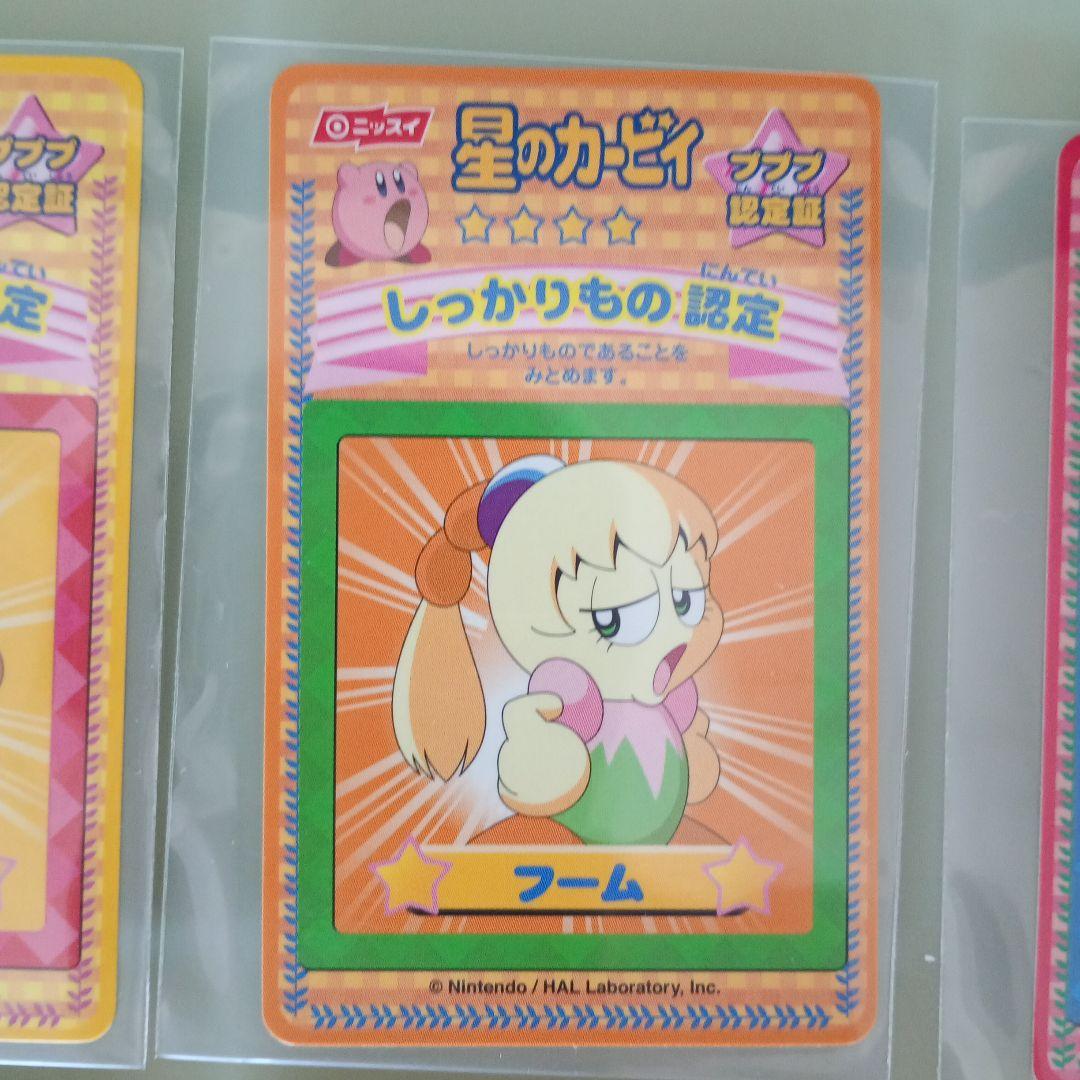 ニッスイ
星のカービィ
プププ
認定証
にんてい
しっかりもの 認定
しっかりものであることを
みとめます。
フーム
© Nintendo / HAL Laboratory, Inc.
ププ
認定証
んてい
定